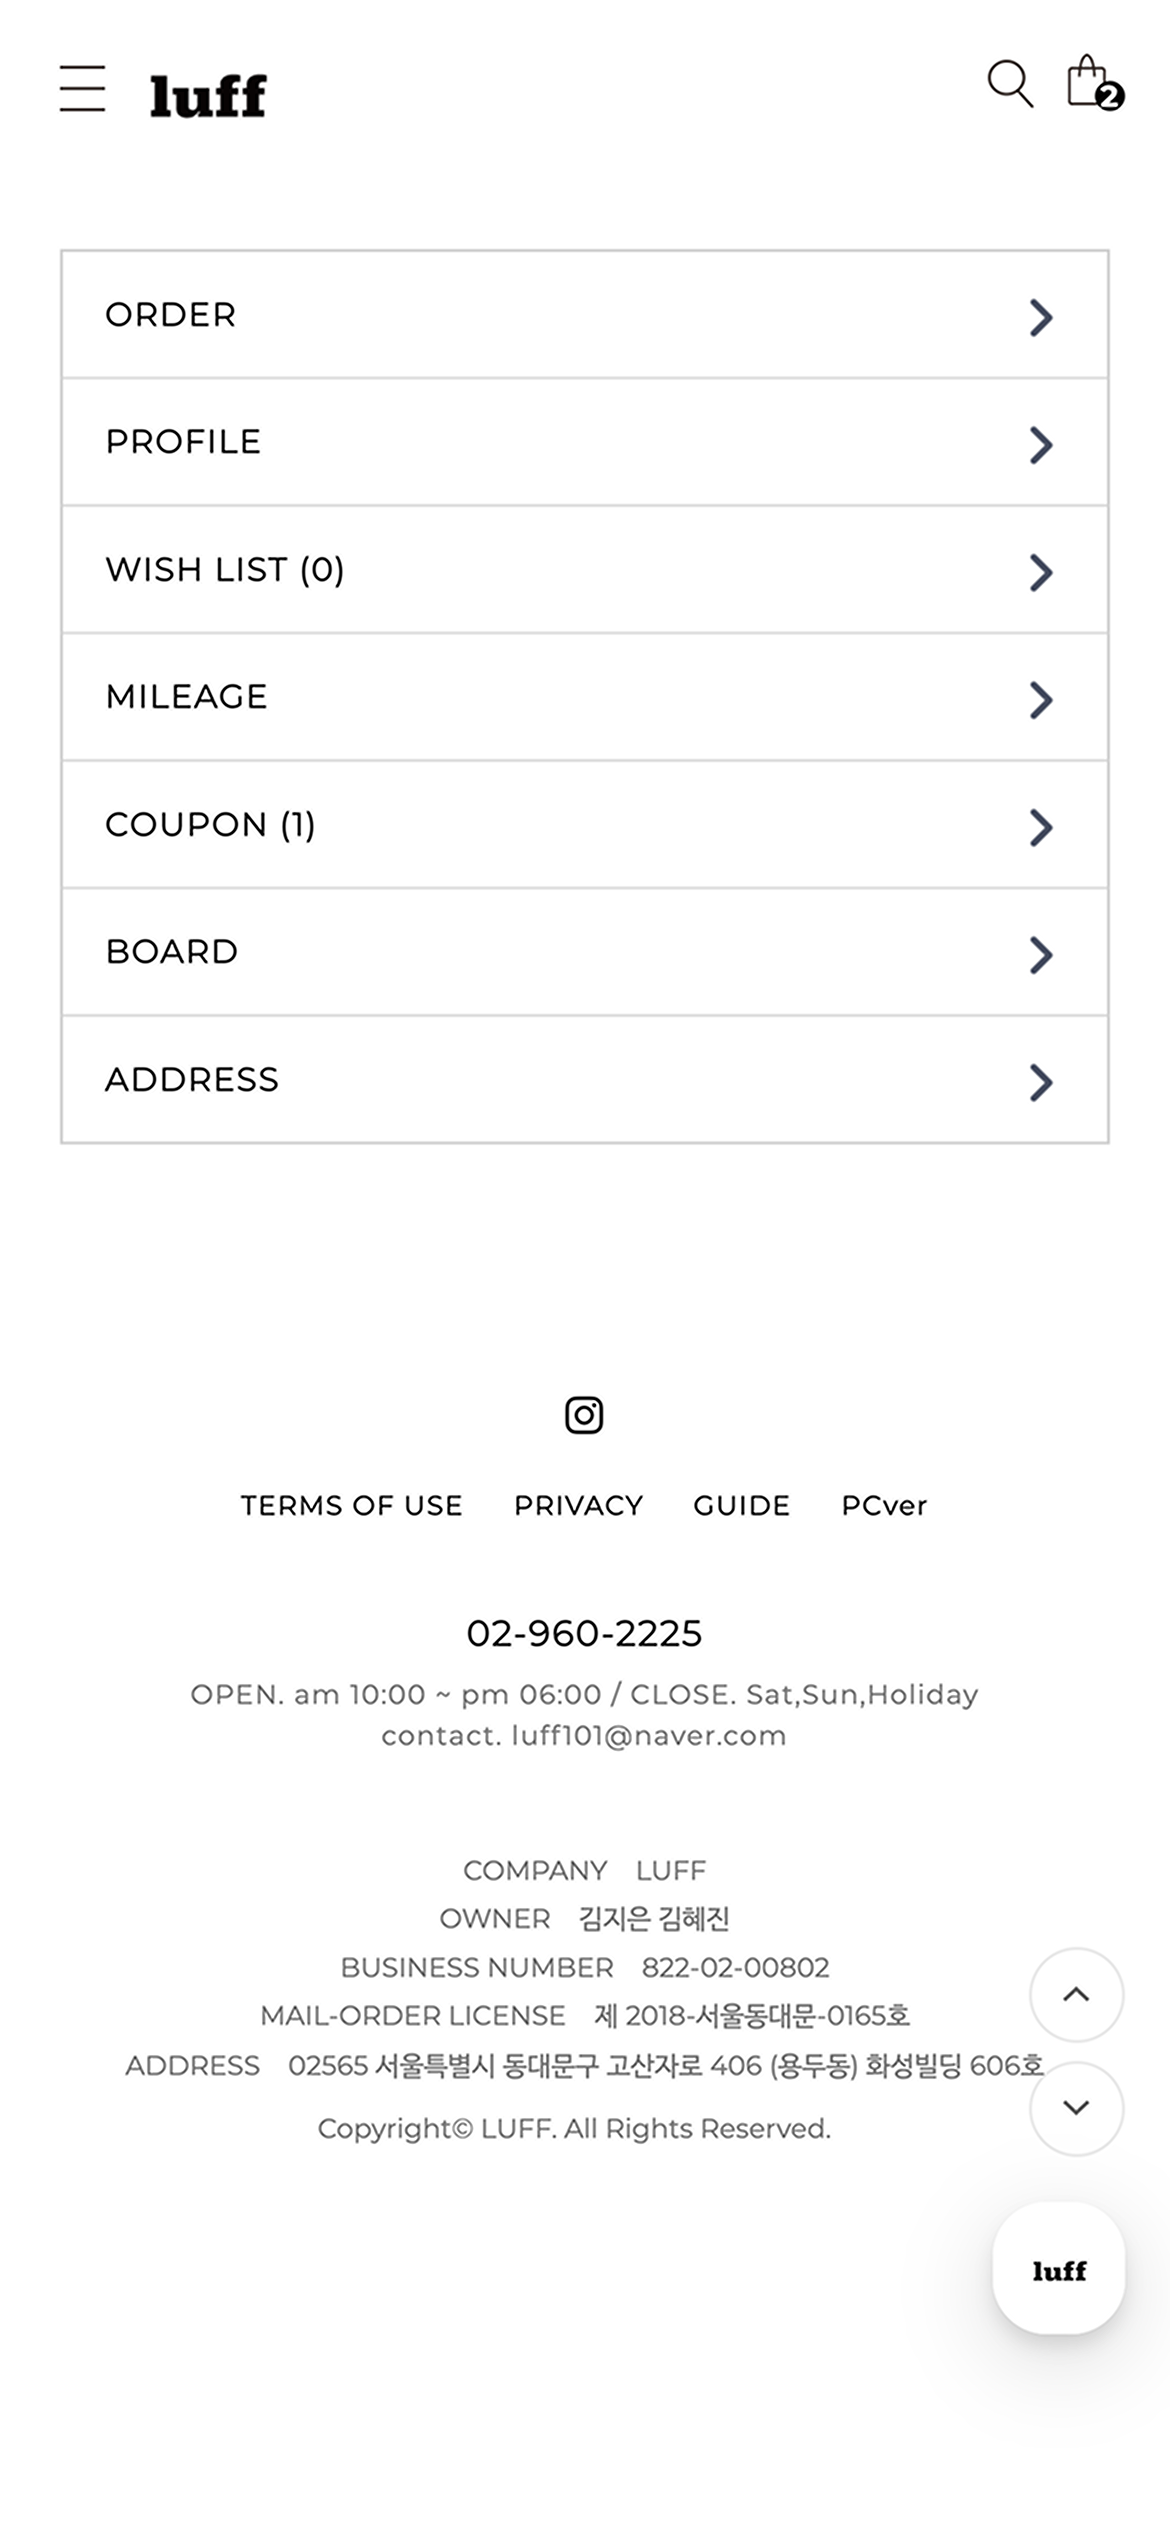 luff
2
ORDER
PROFILE
WISH LIST (0)
MILEAGE
COUPON (1)
BOARD
ADDRESS
TERMS OF USE PRIVACY GUIDE PCver
02-960-2225
OPEN. am 10:00 ~ pm 06:00 / CLOSE. Sat,Sun,Holiday
contact. luff101@naver.com
COMPANY LUFF
OWNER 김지은 김혜진
BUSINESS NUMBER 822-02-00802
MAIL-ORDER LICENSE 제 2018-서울동대문-0165호
ADDRESS 02565 서울특별시 동대문구 고산자로 406 (용두동) 화성빌딩 606호
Copyright© LUFF. All Rights Reserved.
luff